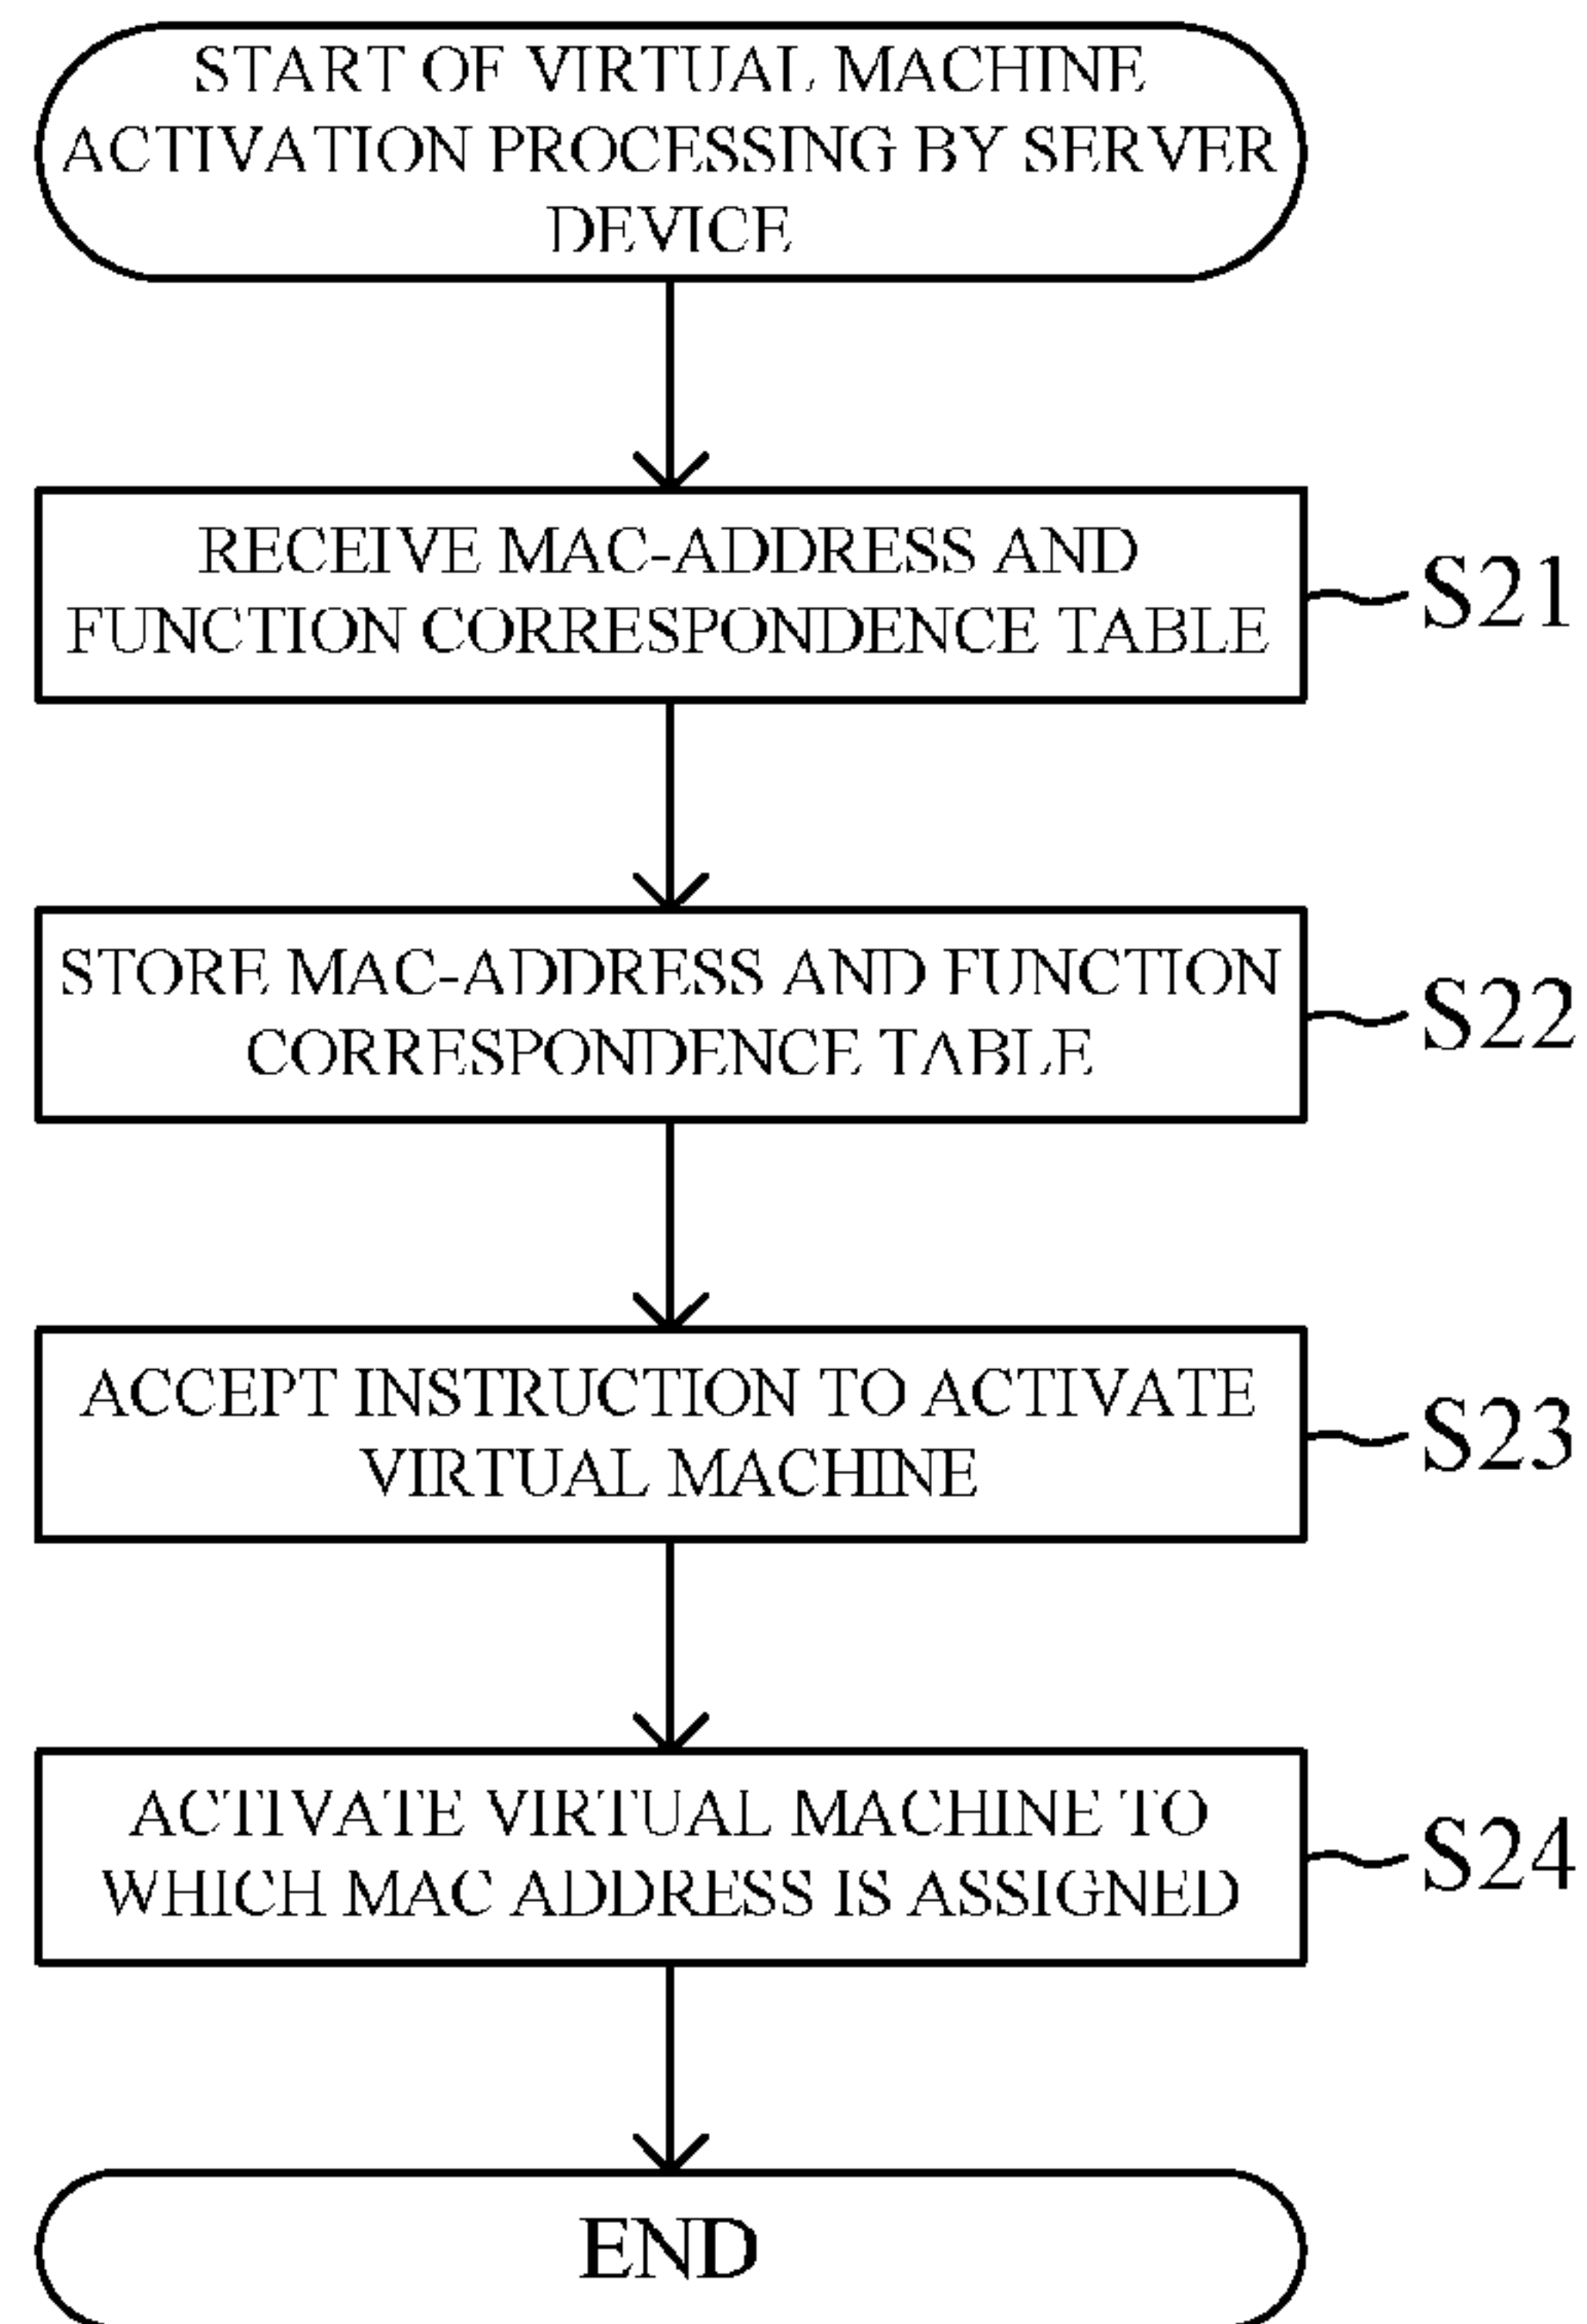 START OF VIRTUAL MACHINE
ACTIVATION PROCESSING BY SERVER
DEVICE
RECEIVE MAC-ADDRESS AND
FUNCTION CORRESPONDENCE TABLE
S21
STORE MAC-ADDRESS AND FUNCTION
CORRESPONDENCE TABLE
S22
ACCEPT INSTRUCTION TO ACTIVATE
VIRTUAL MACHINE
S23
ACTIVATE VIRTUAL MACHINE TO
WHICH MAC ADDRESS IS ASSIGNED
S24
END